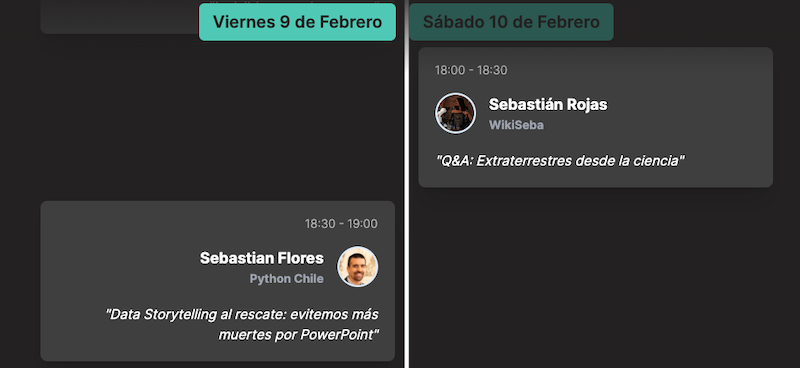 Viernes 9 de Febrero
Sábado 10 de Febrero
18:00 - 18:30
Sebastián Rojas
WikiSeba
"Q&A: Extraterrestres desde la ciencia"
18:30 - 19:00
Sebastian Flores
Python Chile
"Data Storytelling al rescate: evitemos más
muertes por PowerPoint"